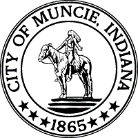 CITY OF MUNCIE, INDIANA
1865